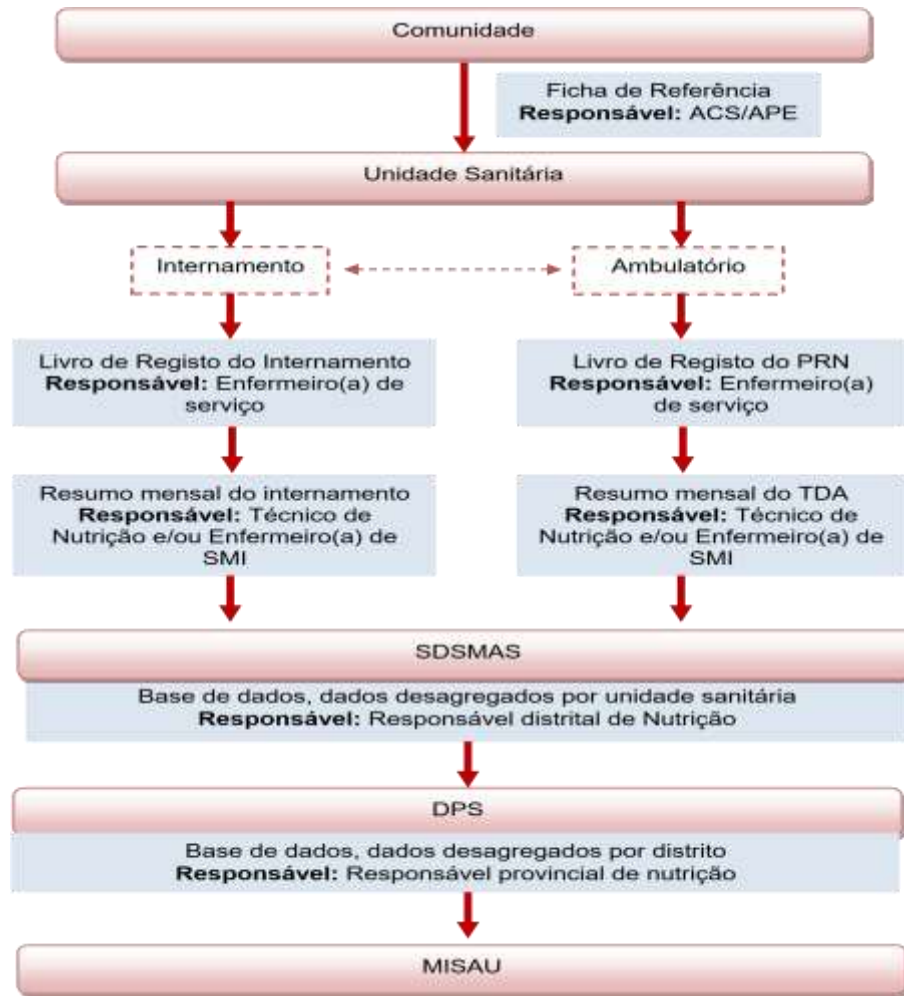 Comunidade
Ficha de Referência
Responsável: ACS/APE
Unidade Sanitária
Internamento
Ambulatório
Livro de Registo do Internamento
Responsável: Enfermeiro(a) de
serviço
Livro de Registo do PRN
Responsável: Enfermeiro(a)
de serviço
Resumo mensal do internamento
Responsável: Técnico de
Nutrição e/ou Enfermeiro(a) de
SMI
Resumo mensal do TDA
Responsável: Técnico de
Nutrição e/ou Enfermeiro(a) de
SMI
SDSMAS
Base de dados, dados desagregados por unidade sanitária
Responsável: Responsável distrital de Nutrição
DPS
Base de dados, dados desagregados por distrito
Responsável: Responsável provincial de nutrição
MISAU